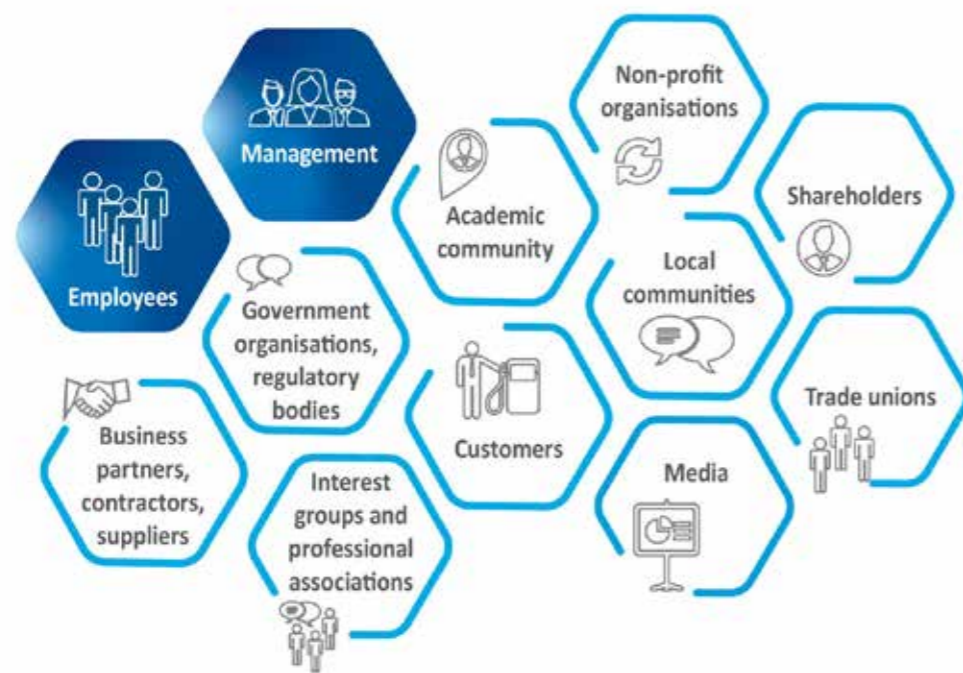 Non-profit
organisations
Management
Shareholders
Academic
community
Employees
Local
communities
Government
organisations,
regulatory
bodies
Trade unions
Customers
Business
partners,
contractors,
suppliers
Media
Interest
groups and
professional
associations